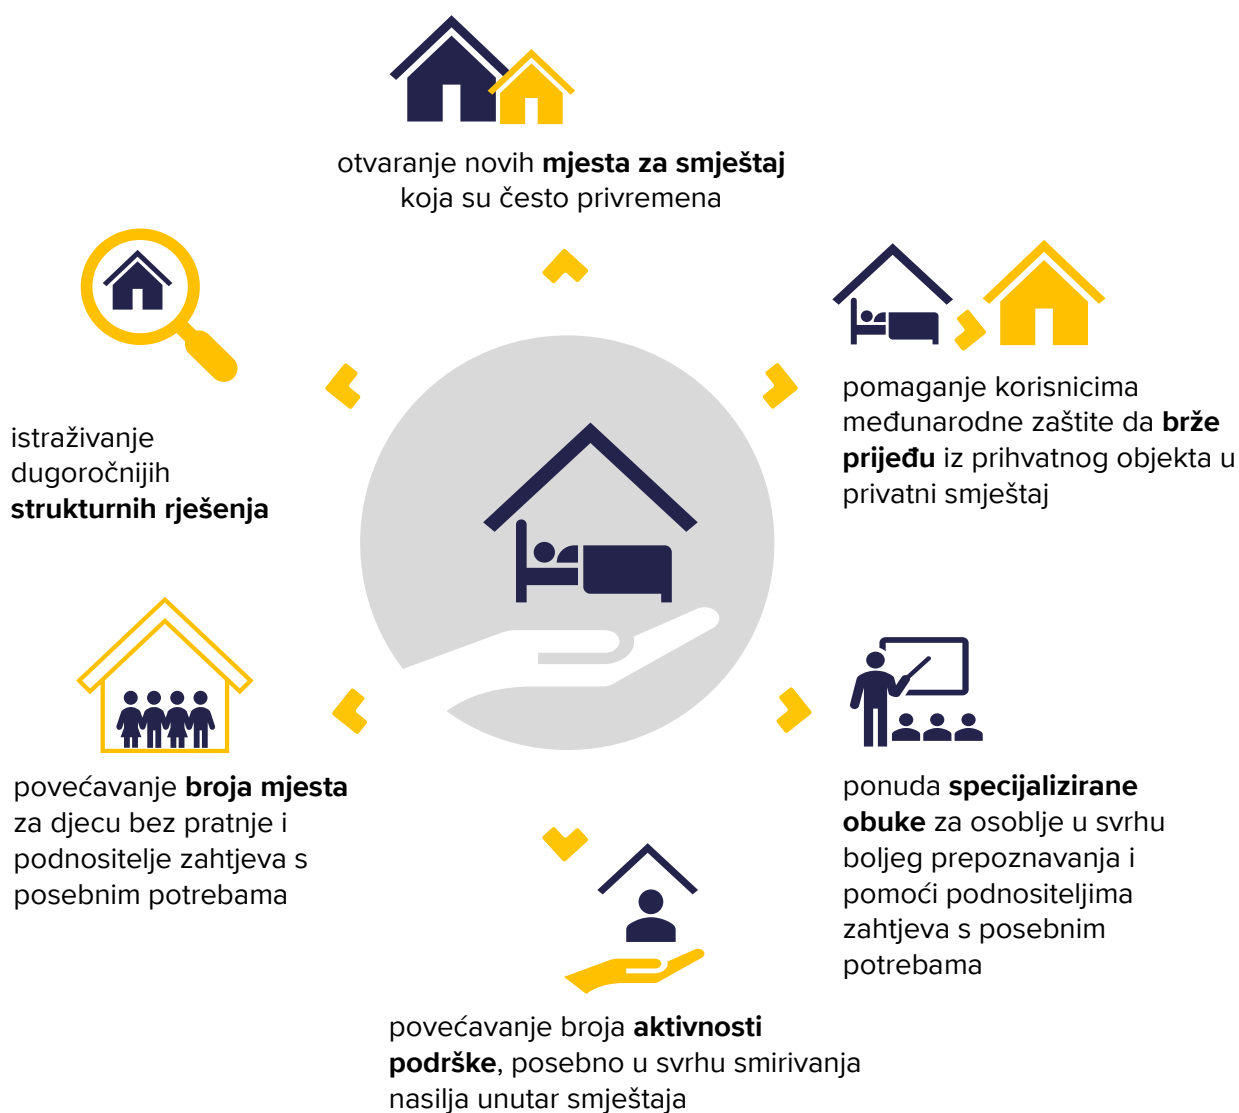 otvaranje novih mjesta za smještaj
koja su često privremena
pomaganje korisnicima
međunarodne zaštite da brže
prijeđu iz prihvatnog objekta u
privatni smještaj
istraživanje
dugoročnijih
strukturnih rješenja
povećavanje broja mjesta
za djecu bez pratnje i
podnositelje zahtjeva s
posebnim potrebama
ponuda specijalizirane
obuke za osoblje u svrhu
boljeg prepoznavanja i
pomoći podnositeljima
zahtjeva s posebnim
potrebama
povećavanje broja aktivnosti
podrške, posebno u svrhu smirivanja
nasilja unutar smještaja